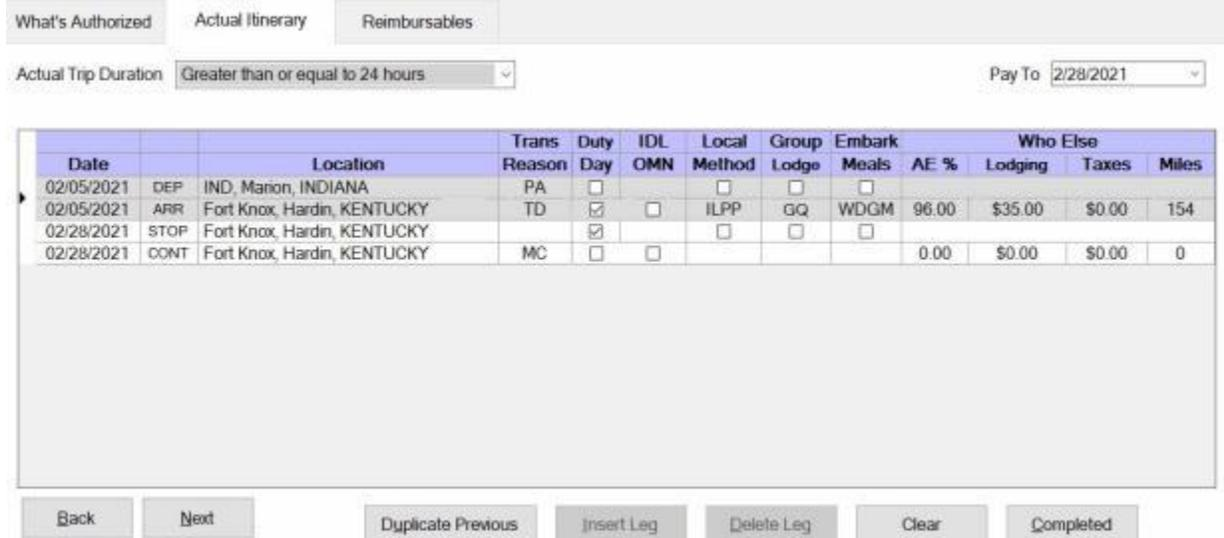 What's Authorized Actual Itinerary Reimbursables
Actual Trip Duration Greater than or equal to 24 hours Pay To 2/28/2021
Trans Duty IDL Local Group Embark Who Else
Date Location Reason Day OMN Method Lodge Meals AE % Lodging Taxes Miles
02/05/2021 DEP IND, Marion, INDIANA PA
02/05/2021 ARR Fort Knox, Hardin, KENTUCKY TD ILPP GQ WDGM 96.00 $35.00 $0.00 154
02/28/2021 STOP Fort Knox, Hardin, KENTUCKY
02/28/2021 CONT Fort Knox, Hardin, KENTUCKY MC 0.00 $0.00 $0.00 0
Back Next Duplicate Previous Insert Leg Delete Leg Clear Completed